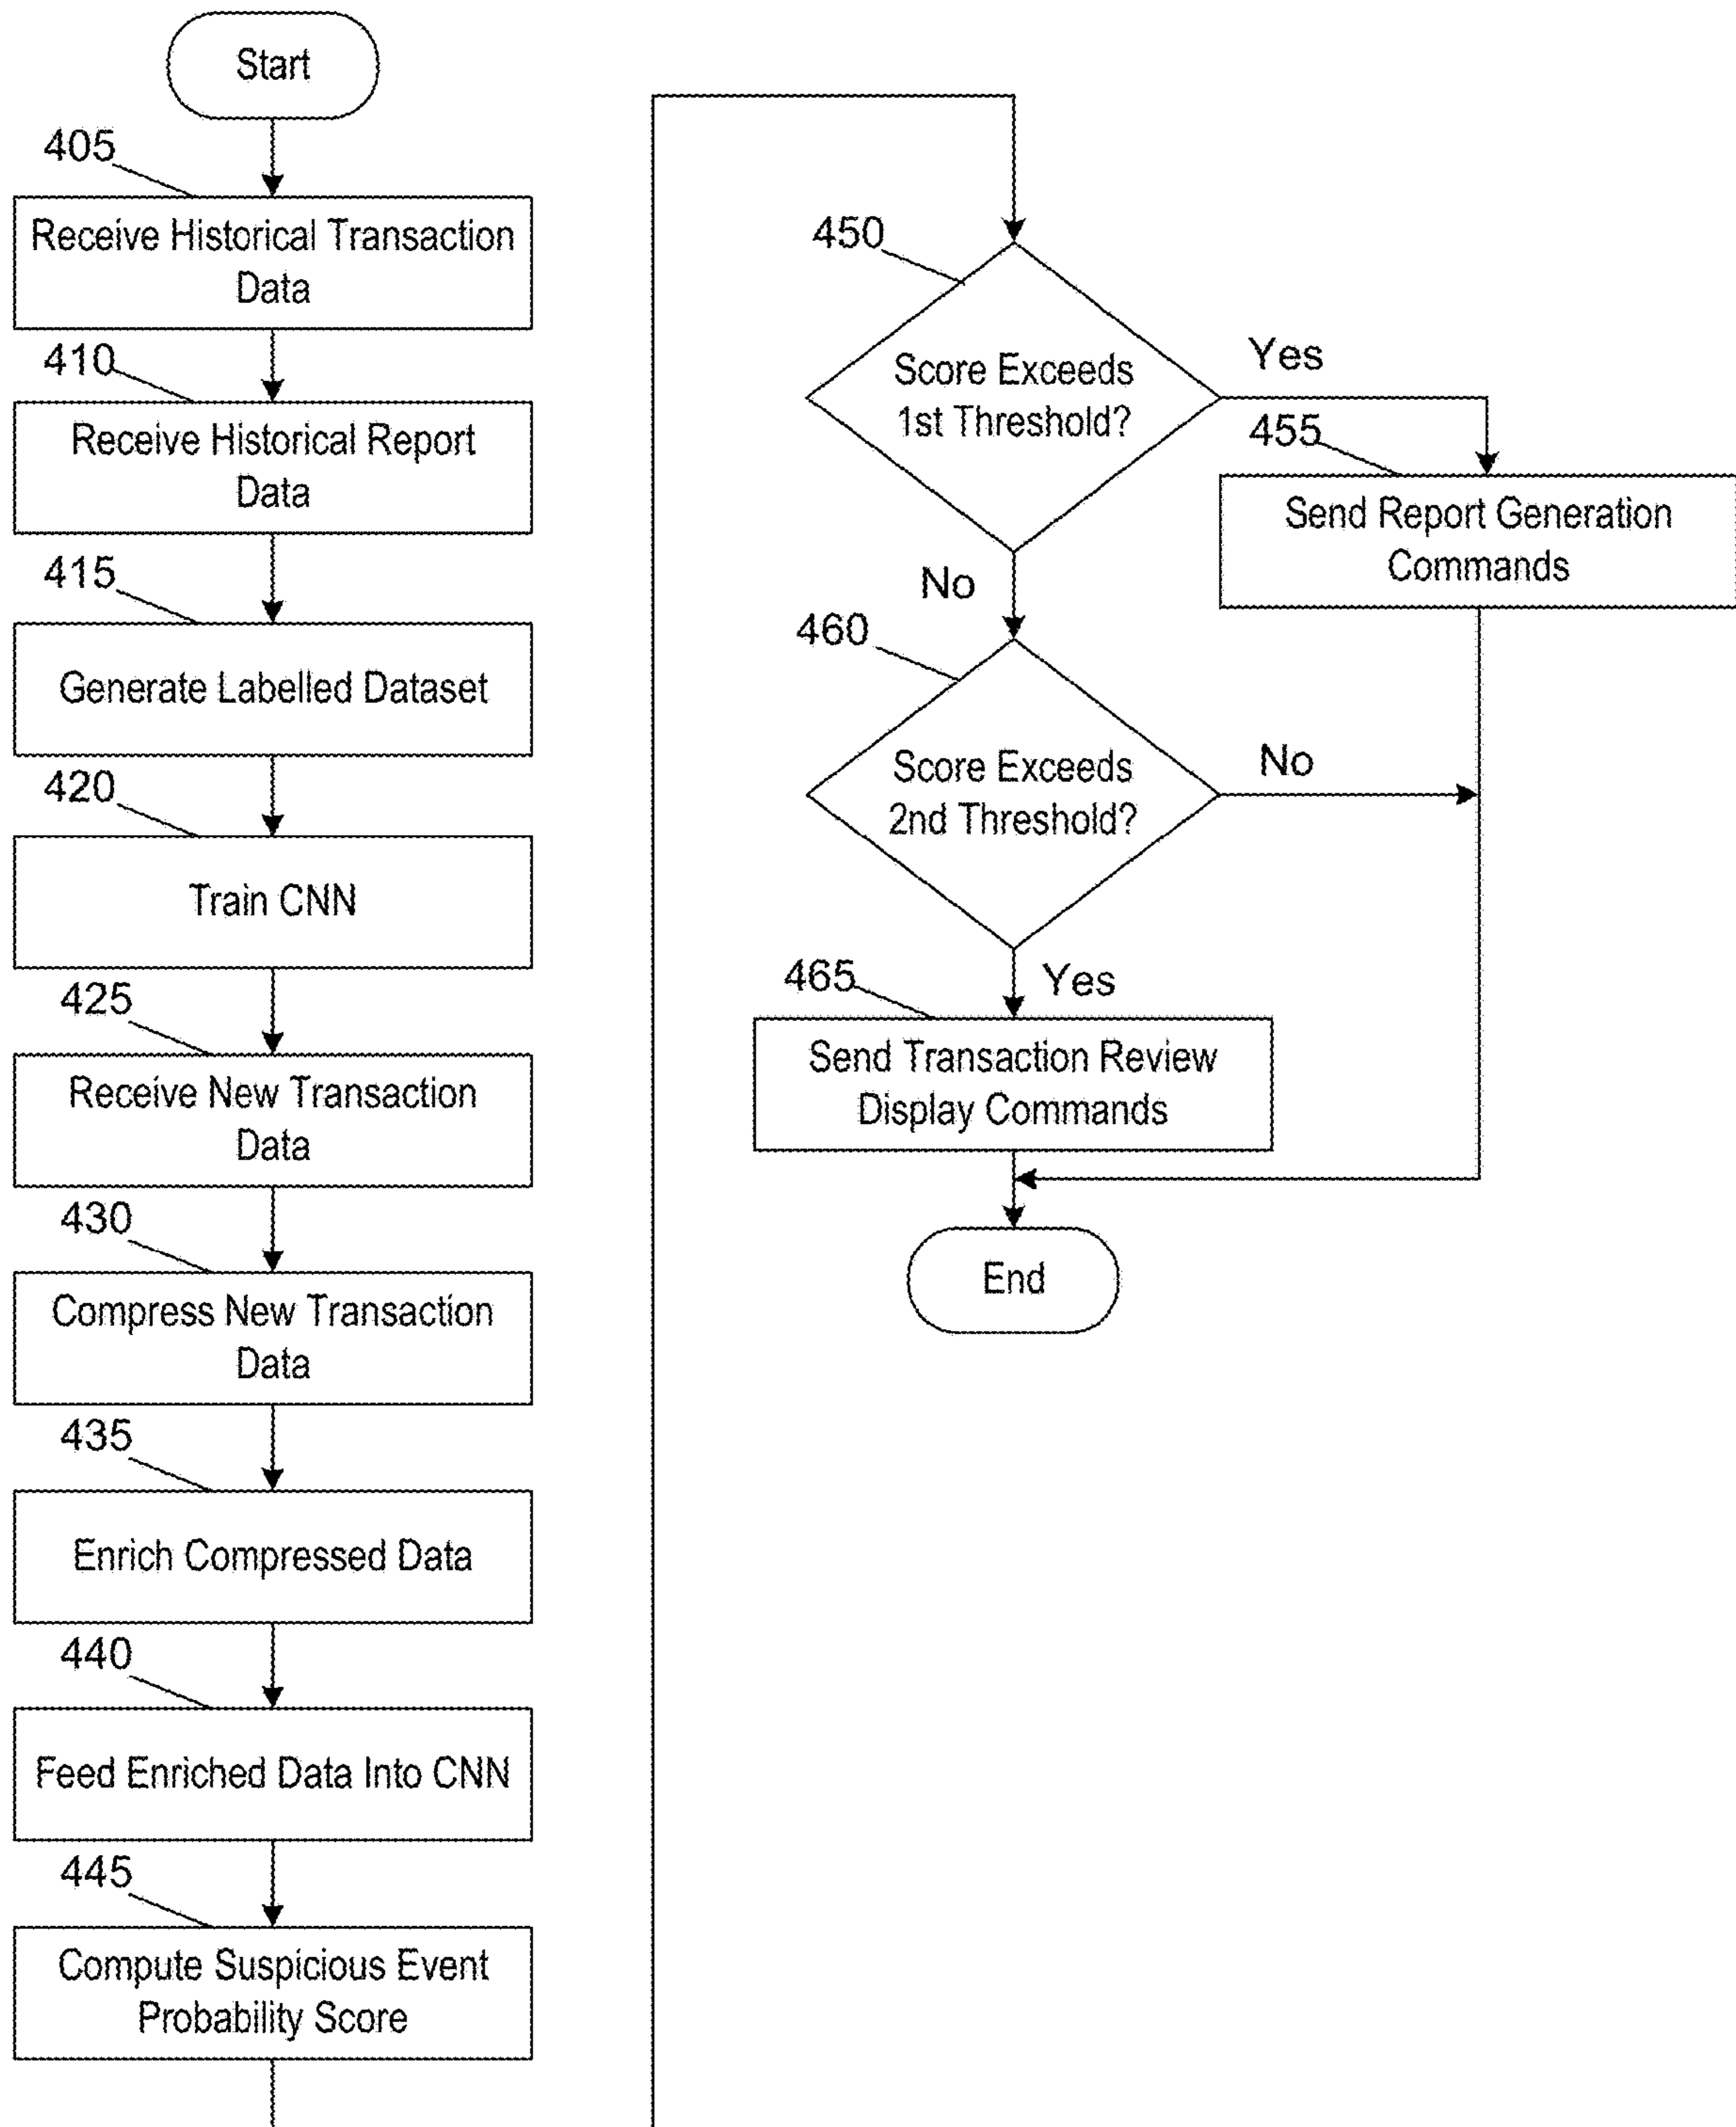 Start
405
Receive Historical Transaction
Data
410
Receive Historical Report
Data
415
Generate Labelled Dataset
420
Train CNN
425
Receive New Transaction
Data
430
Compress New Transaction
Data
435
Enrich Compressed Data
440
Feed Enriched Data Into CNN
445
Compute Suspicious Event
Probability Score
450
Score Exceeds
1st Threshold?
Yes
455
Send Report Generation
Commands
No
460
Score Exceeds
2nd Threshold?
No
Yes
465
Send Transaction Review
Display Commands
End